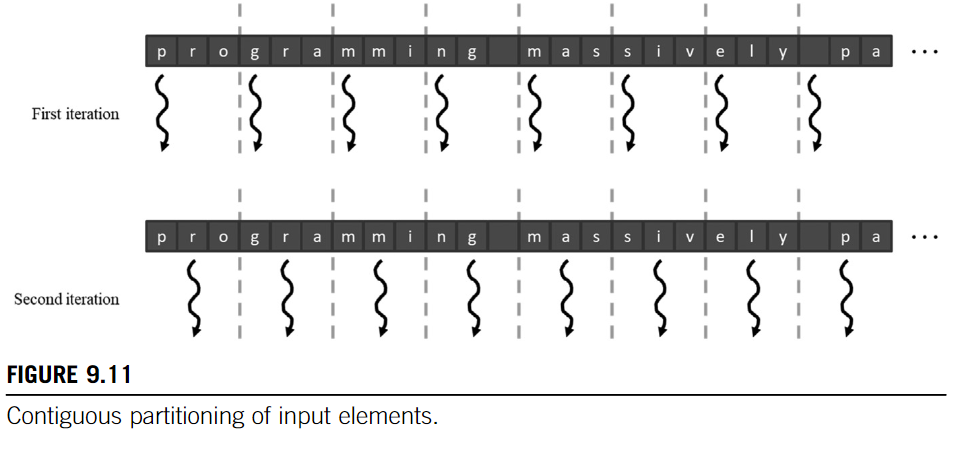 p r o g r a m m i n g m a s s i v e l y p a ...
First iteration
p r o g r a m m i n g m a s s i v e l y p a ...
Second iteration
FIGURE 9.11
Contiguous partitioning of input elements.